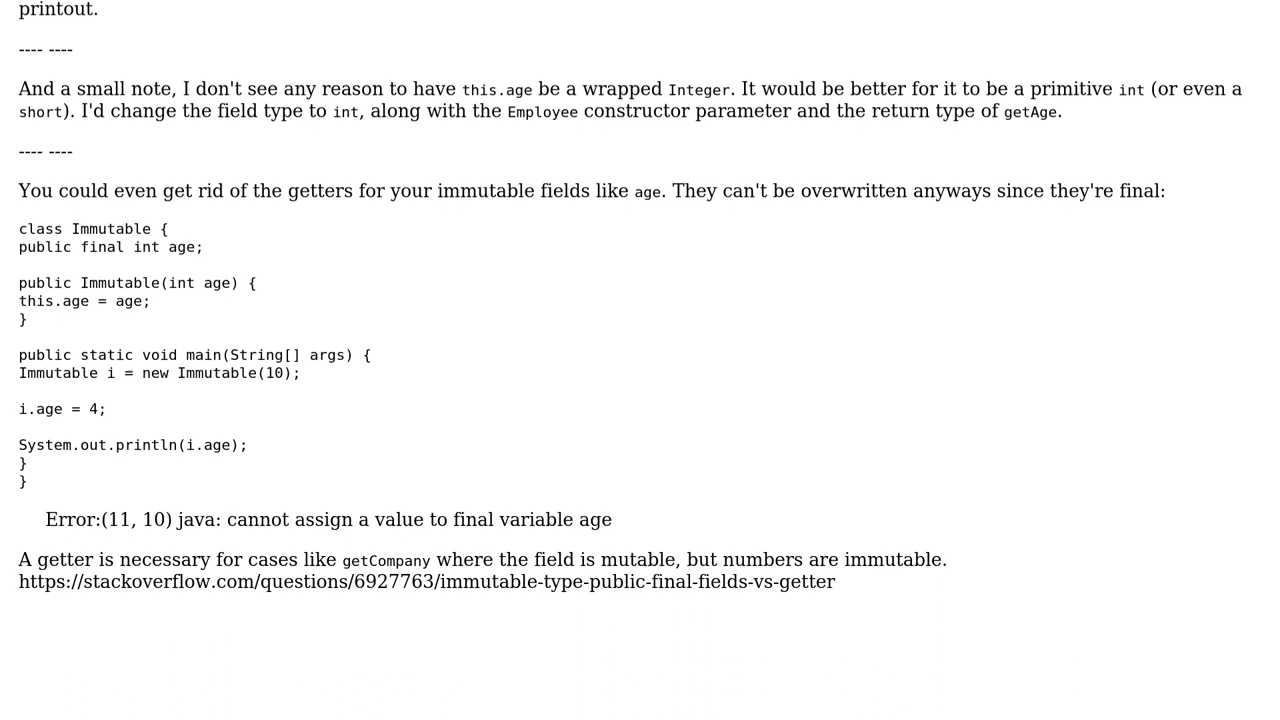 printout.
---- ----
And a small note, I don't see any reason to have this.age be a wrapped Integer. It would be better for it to be a primitive int (or even a
short). I'd change the field type to int, along with the Employee constructor parameter and the return type of getAge.
---- ----
You could even get rid of the getters for your immutable fields like age. They can't be overwritten anyways since they're final:
class Immutable {
public final int age;
public Immutable(int age) {
this.age = age;
}
public static void main(String[] args) {
Immutable i = new Immutable(10);
i.age = 4;
System.out.println(i.age);
}
}
Error:(11, 10) java: cannot assign a value to final variable age
A getter is necessary for cases like getCompany where the field is mutable, but numbers are immutable.
https://stackoverflow.com/questions/6927763/immutable-type-public-final-fields-vs-getter